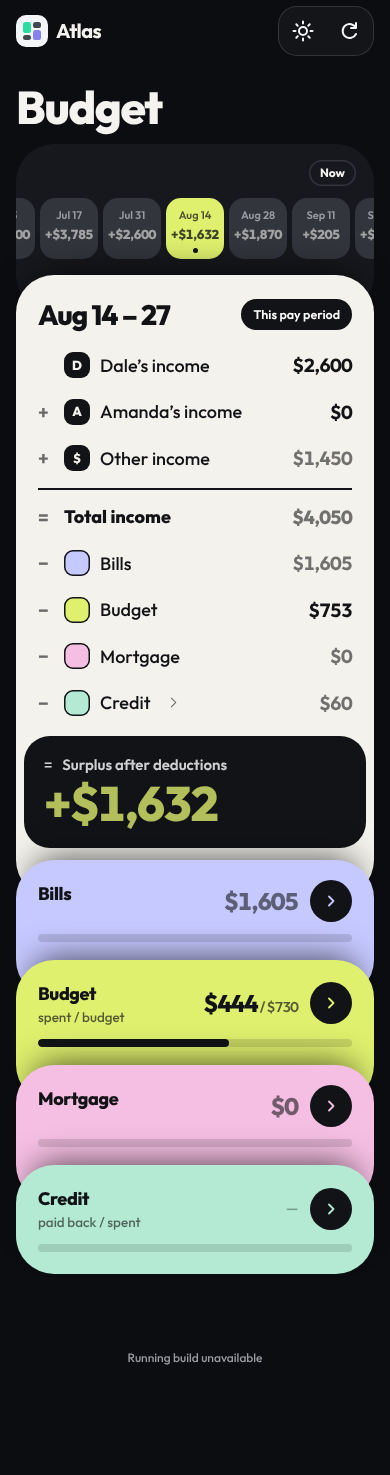 Atlas
Budget
Now
Jul 17
Jul 31
Aug 14
Aug 28
Sep 11
+$3,785
+$2,600
+$1,632
+$1,870
+$205
Aug 14 – 27
This pay period
D Dale's income $2,600
+ A Amanda's income $0
+ $ Other income $1,450
= Total income $4,050
– Bills $1,605
– Budget $753
– Mortgage $0
– Credit $60
= Surplus after deductions
+$1,632
Bills
$1,605
Budget
spent / budget
$444 / $730
Mortgage
$0
Credit
paid back / spent
–
Running build unavailable